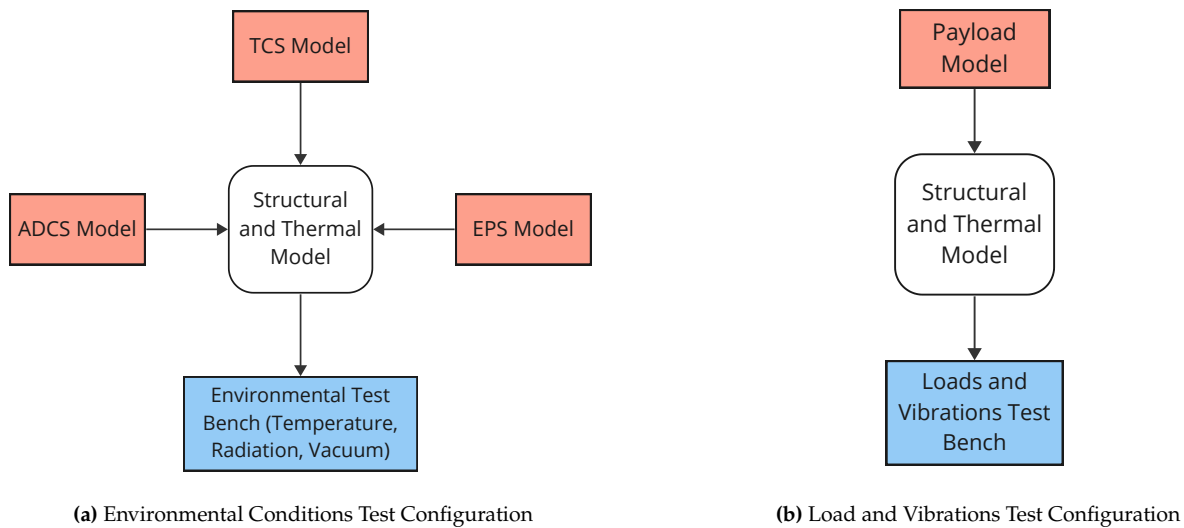 TCS Model
ADCS Model
Structural
and Thermal
Model
EPS Model
Environmental Test
Bench (Temperature,
Radiation, Vacuum)
(a) Environmental Conditions Test Configuration
Payload
Model
Structural
and Thermal
Model
Loads and
Vibrations Test
Bench
(b) Load and Vibrations Test Configuration